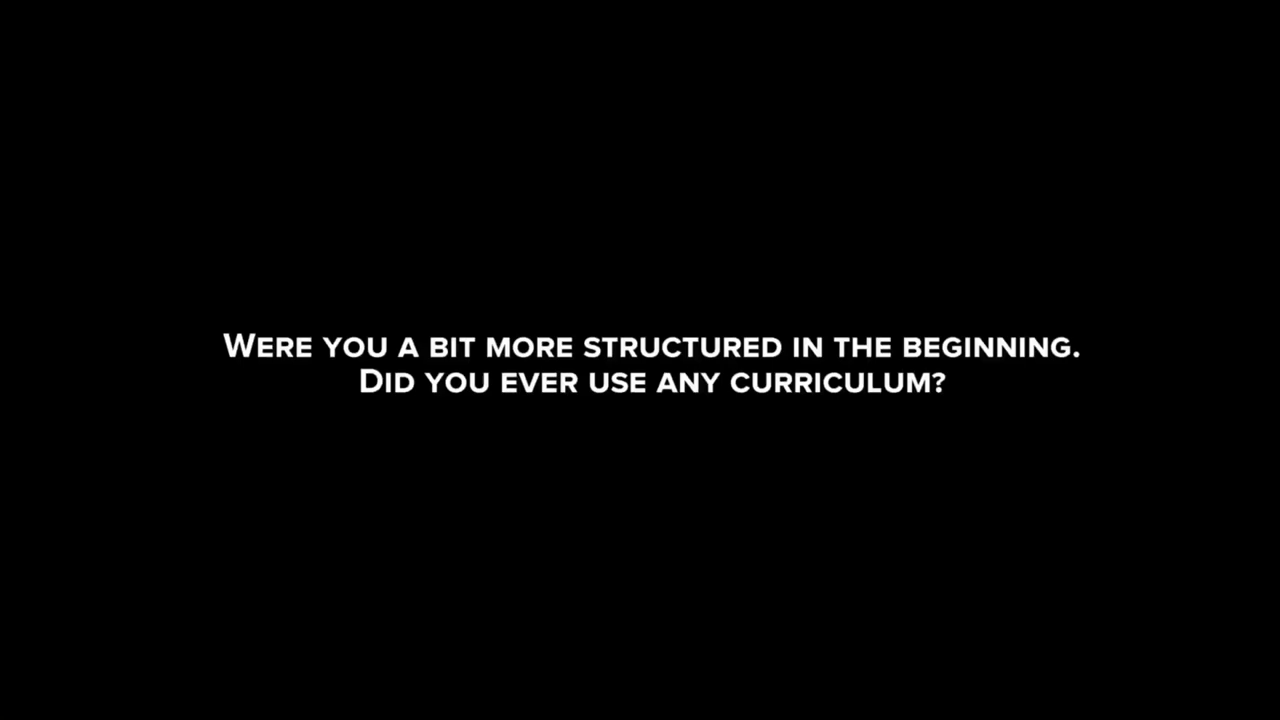 Were you a bit more structured in the beginning.
Did you ever use any curriculum?